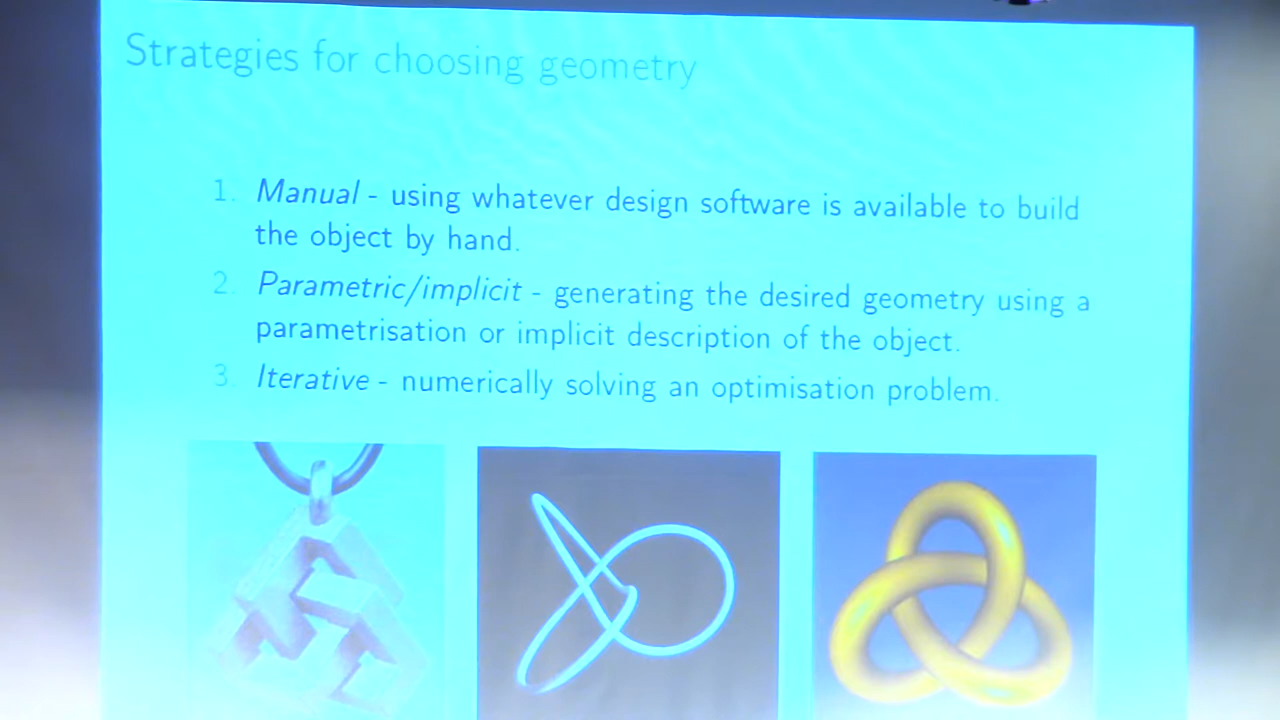 Strategies for choosing geometry
1. Manual - using whatever design software is available to build
the object by hand.
2. Parametric/implicit - generating the desired geometry using a
parametrisation or implicit description of the object.
3. Iterative - numerically solving an optimisation problem.